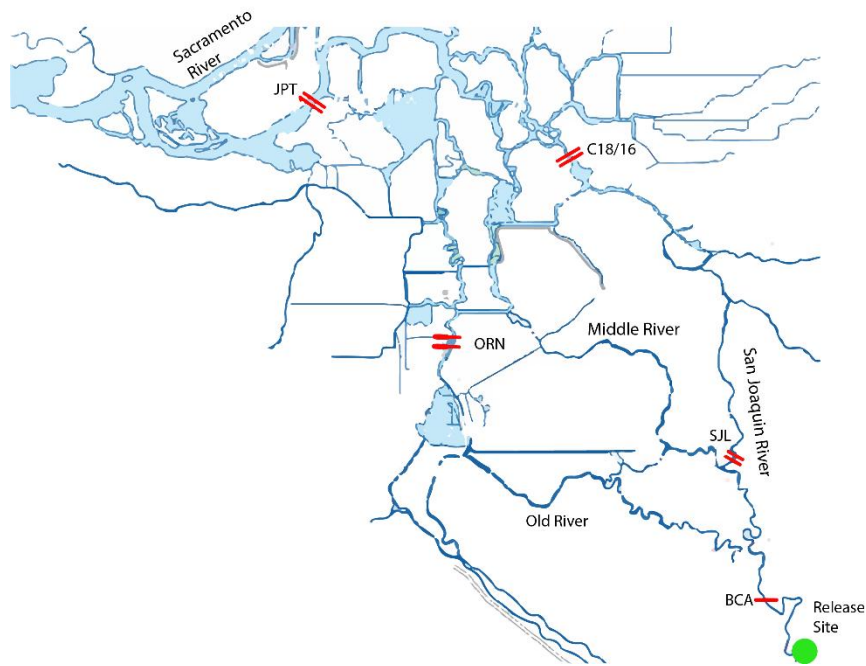 Sacramento
River
JPT
C18/16
ORN
Middle River
San Joaquin River
SJL
Old River
BCA
Release
Site